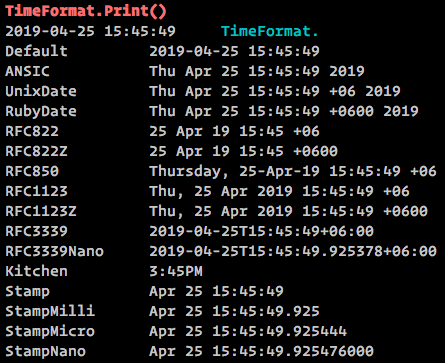 TimeFormat.Print()
2019-04-25 15:45:49 TimeFormat.
Default 2019-04-25 15:45:49
ANSIC Thu Apr 25 15:45:49 2019
UnixDate Thu Apr 25 15:45:49 +06 2019
RubyDate Thu Apr 25 15:45:49 +0600 2019
RFC822 25 Apr 19 15:45 +06
RFC822Z 25 Apr 19 15:45 +0600
RFC850 Thursday, 25-Apr-19 15:45:49 +06
RFC1123 Thu, 25 Apr 2019 15:45:49 +06
RFC1123Z Thu, 25 Apr 2019 15:45:49 +0600
RFC3339 2019-04-25T15:45:49+06:00
RFC3339Nano 2019-04-25T15:45:49.925378+06:00
Kitchen 3:45PM
Stamp Apr 25 15:45:49
StampMilli Apr 25 15:45:49.925
StampMicro Apr 25 15:45:49.925444
StampNano Apr 25 15:45:49.925476000